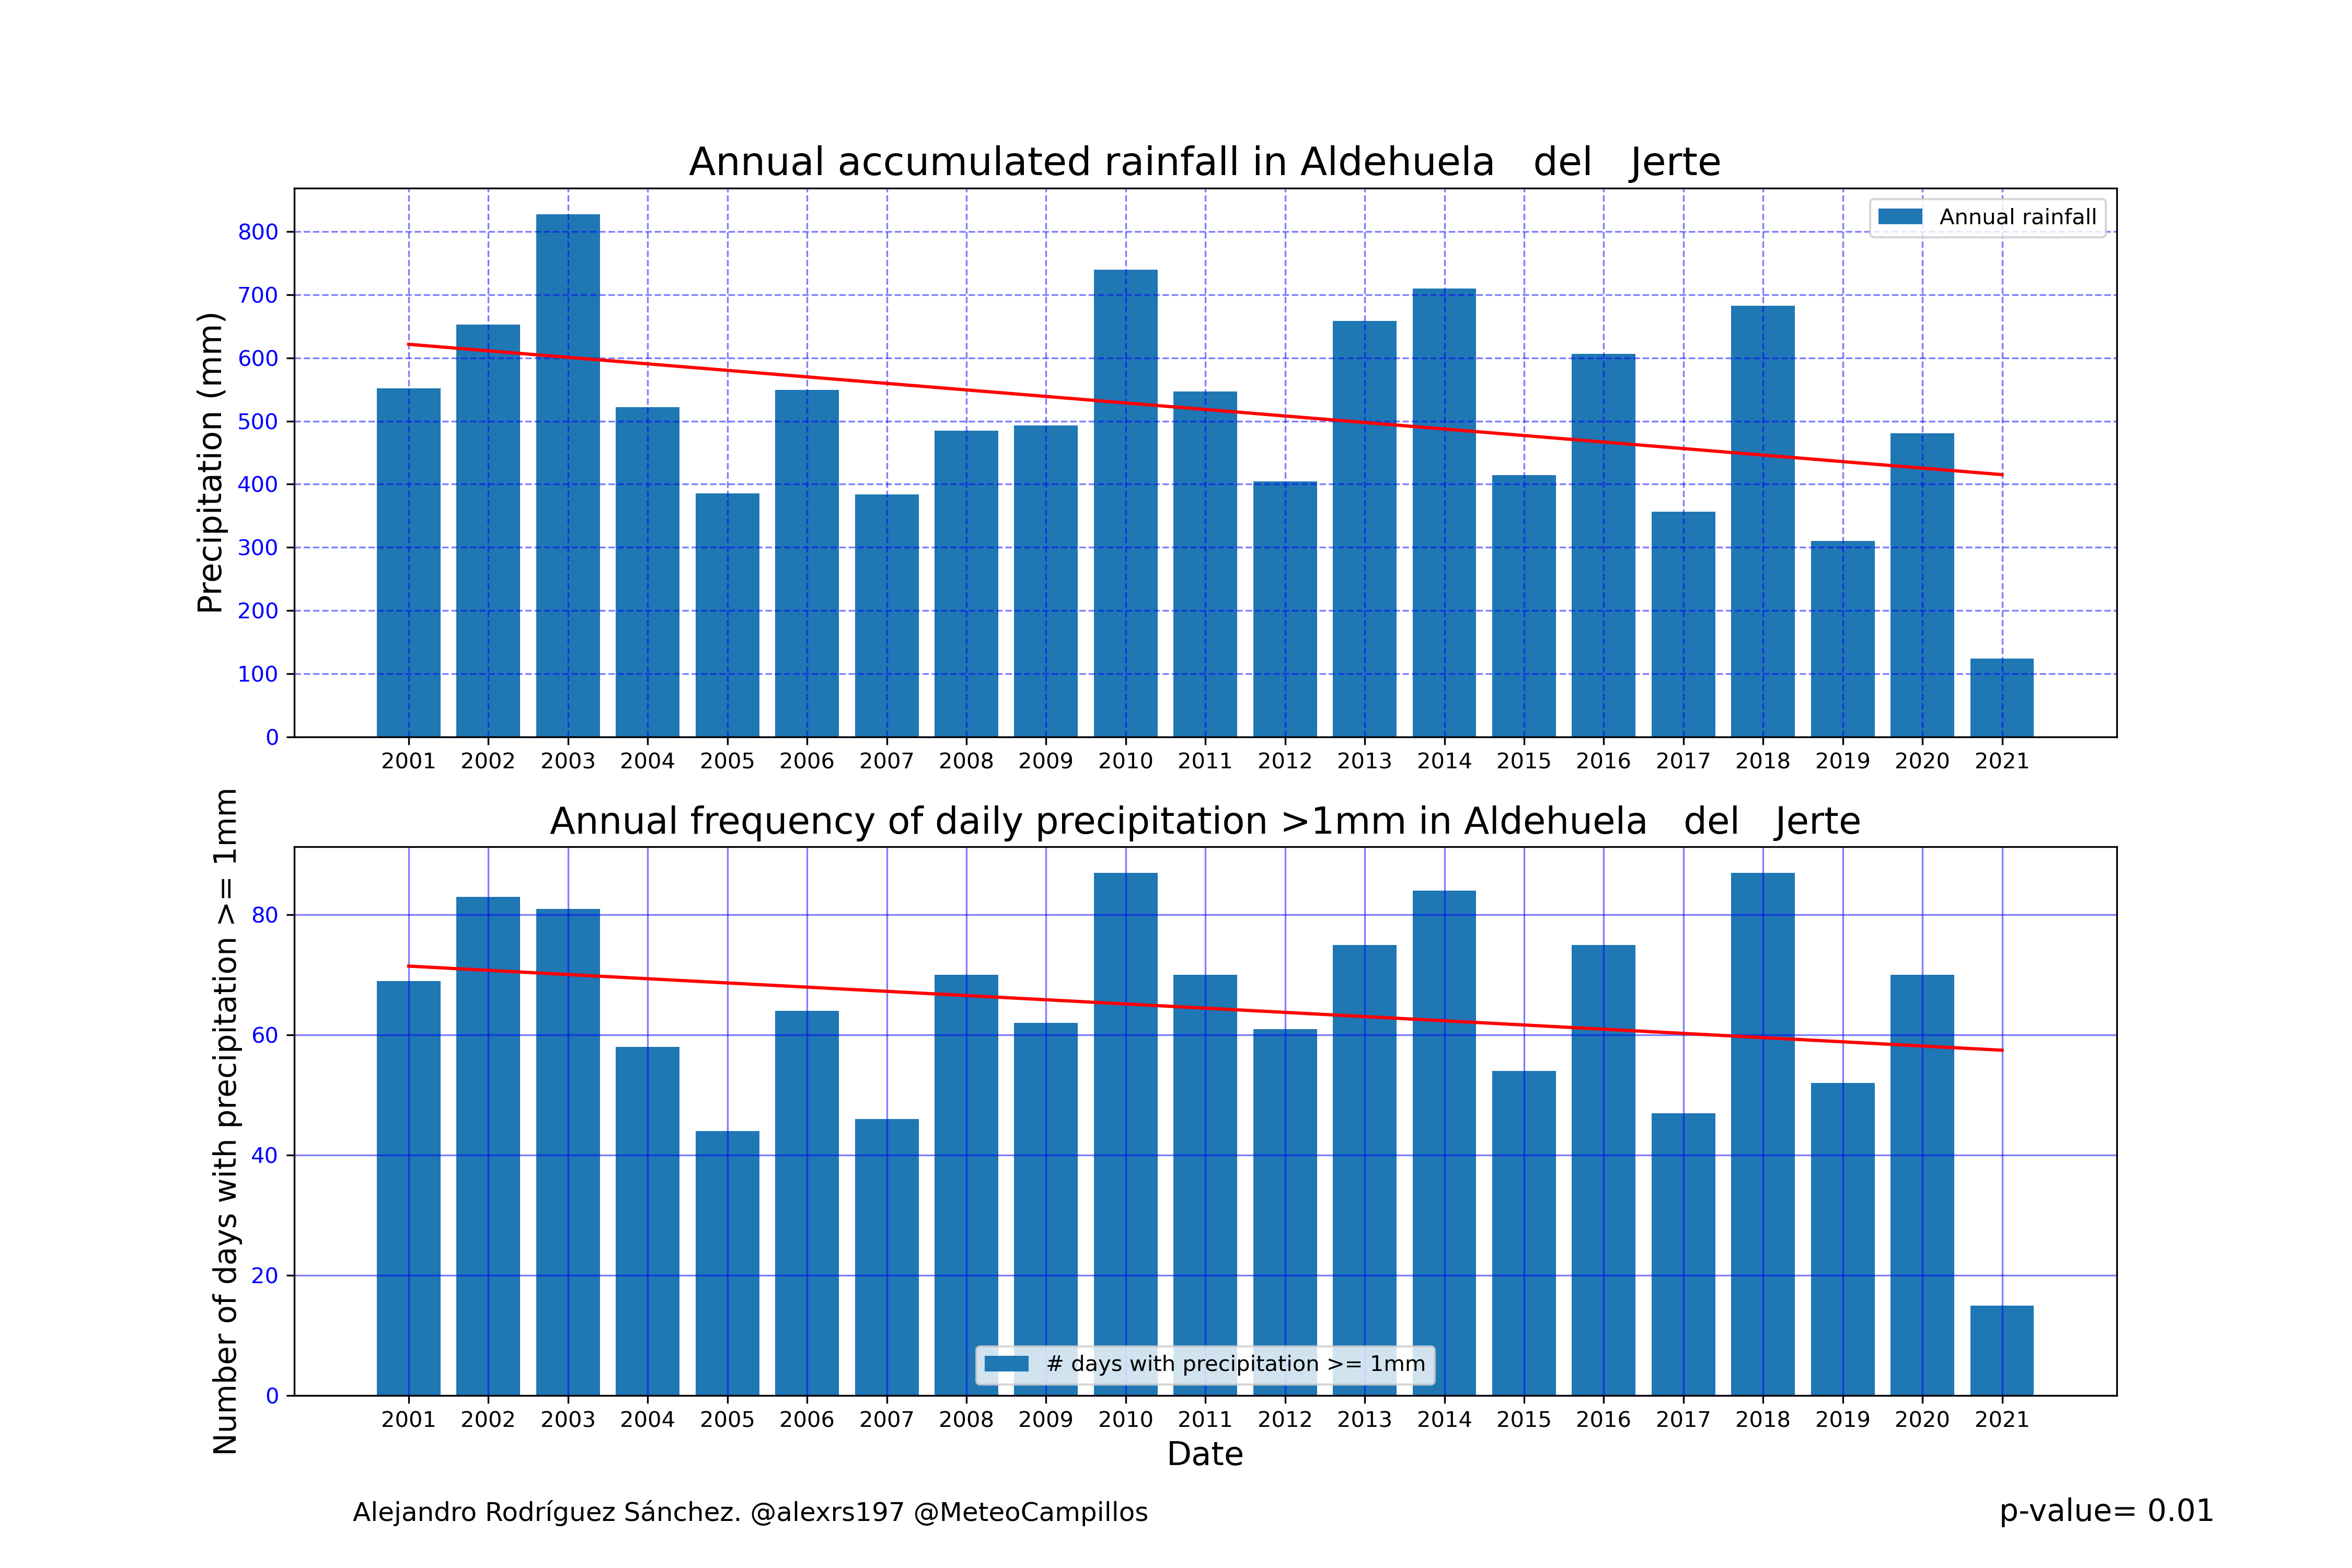 Annual accumulated rainfall in Aldehuela   del   Jerte
Precipitation (mm)
800
700
600
500
400
300
200
100
0
Annual rainfall
2001 2002 2003 2004 2005 2006 2007 2008 2009 2010 2011 2012 2013 2014 2015 2016 2017 2018 2019 2020 2021
Annual frequency of daily precipitation >1mm in Aldehuela   del   Jerte
Number of days with precipitation >= 1mm
80
60
40
20
0
# days with precipitation >= 1mm
2001 2002 2003 2004 2005 2006 2007 2008 2009 2010 2011 2012 2013 2014 2015 2016 2017 2018 2019 2020 2021
Date
Alejandro Rodríguez Sánchez. @alexrs197 @MeteoCampillos
p-value= 0.01